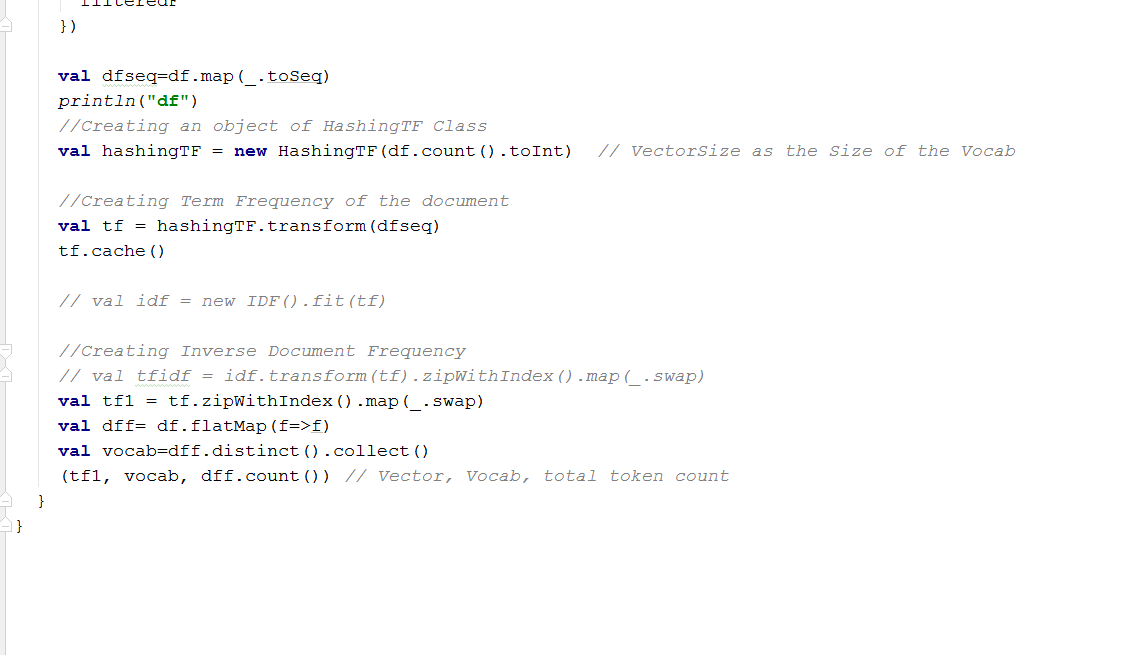 filteredF
})
val dfseq=df.map(_.toSeq)
println("df")
//Creating an object of HashingTF Class
val hashingTF = new HashingTF(df.count().toInt)  // VectorSize as the Size of the Vocab
//Creating Term Frequency of the document
val tf = hashingTF.transform(dfseq)
tf.cache()
// val idf = new IDF().fit(tf)
//Creating Inverse Document Frequency
// val tfidf = idf.transform(tf).zipWithIndex().map(_.swap)
val tf1 = tf.zipWithIndex().map(_.swap)
val dff= df.flatMap(f=>f)
val vocab=dff.distinct().collect()
(tf1, vocab, dff.count()) // Vector, Vocab, total token count
}
}